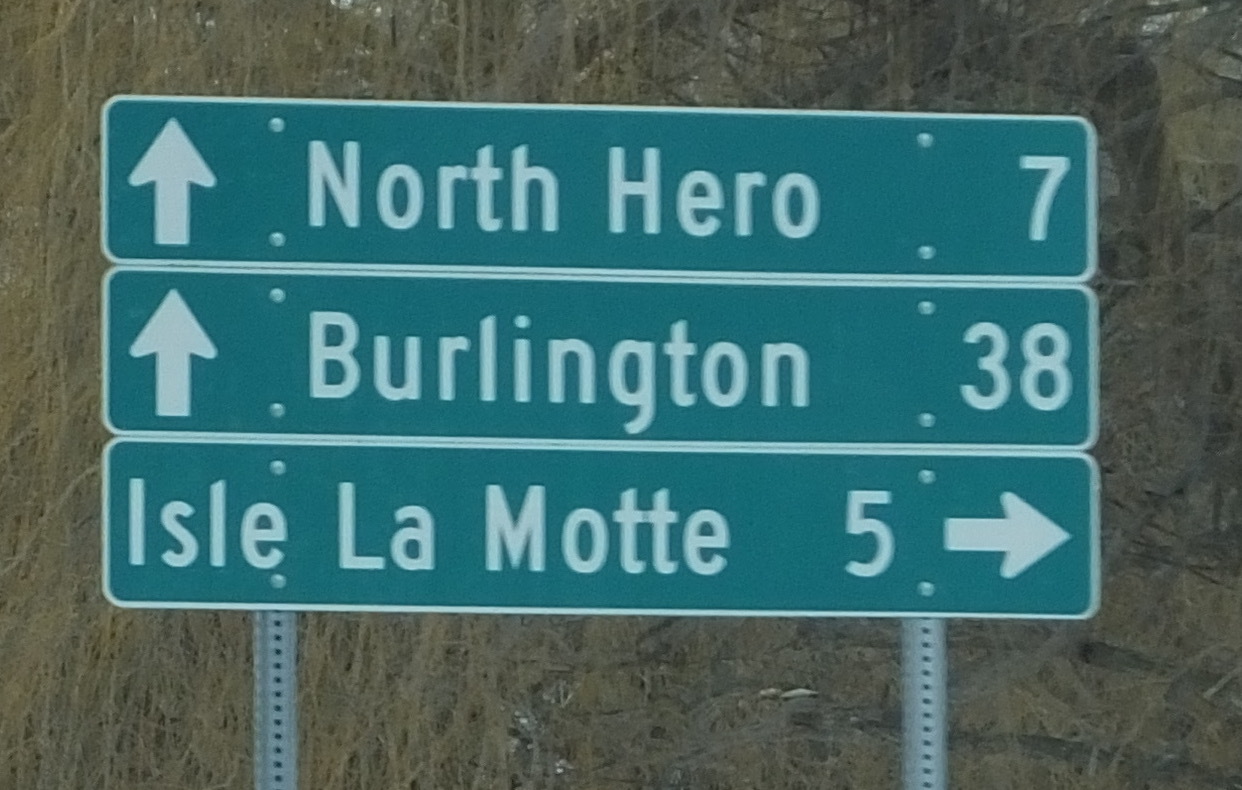 North Hero 7
Burlington 38
Isle La Motte 5